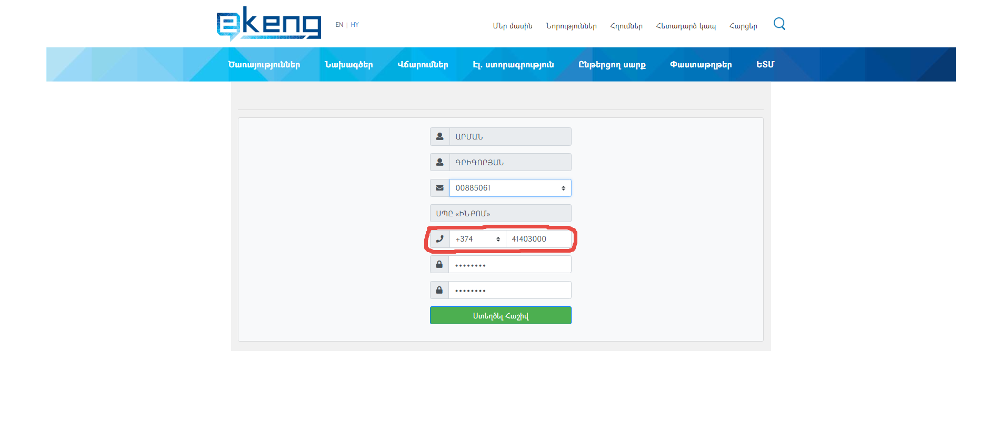 ekeng
EN | HY
Մեր մասին Նորություններ Հղումներ Հետադարձ կապ Հարցեր
Ծառայություններ Նախագծեր Վճարումներ Էլ. ստորագրություն Ընթերցող սարք Փաստաթղթեր ԵՏՄ
ԱՐՄԱՆ
ԳՐԻԳՈՐՅԱՆ
00885061
ՍՊԸ «ԻՆՔՈՄ»
+374 41403000
••••••••
••••••••
Ստեղծել Հաշիվ